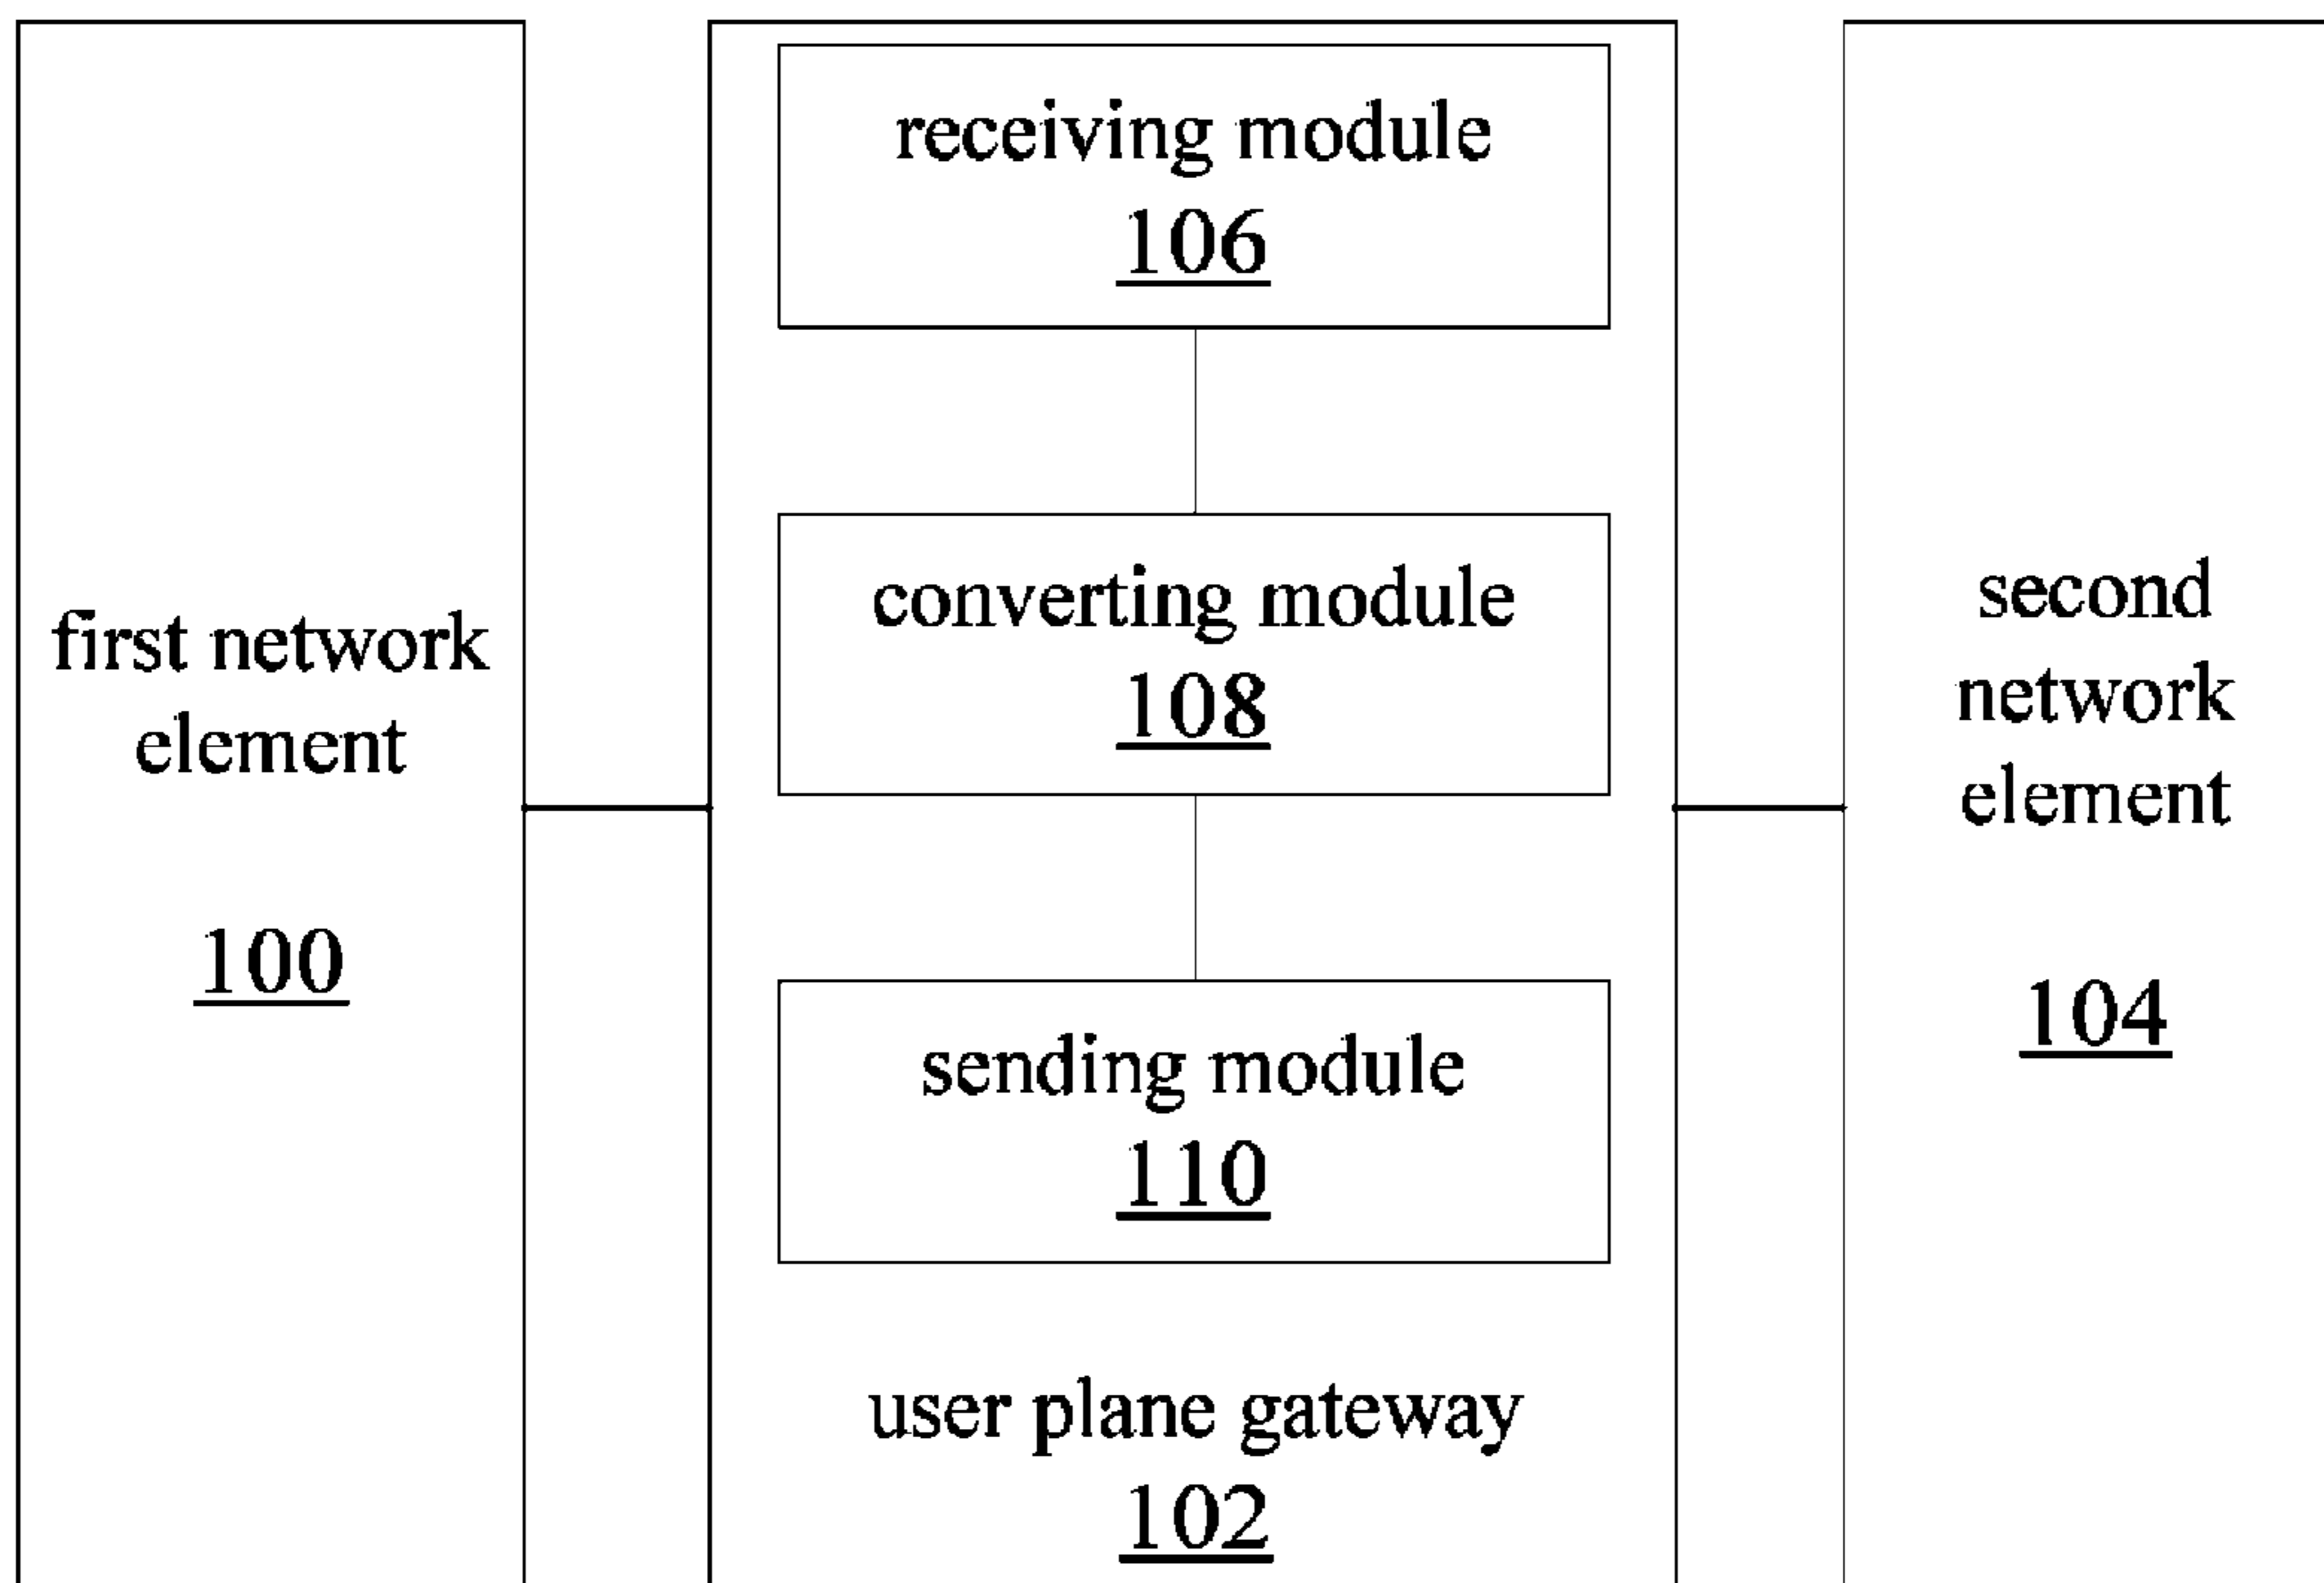 first network
element
100
receiving module
106
converting module
108
sending module
110
user plane gateway
102
second
network
element
104